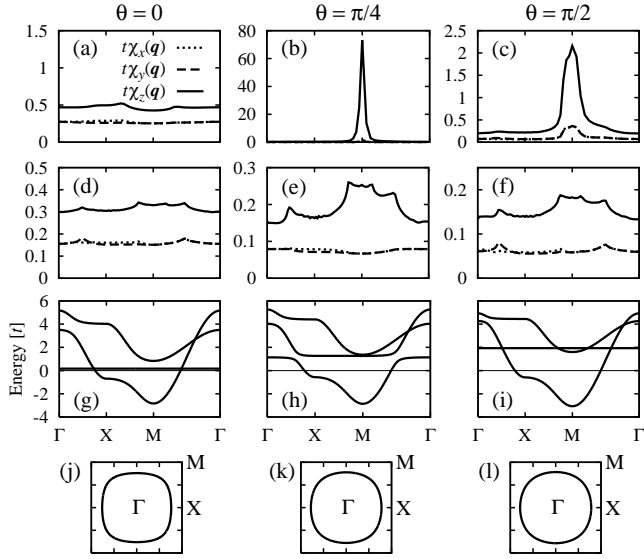 θ = 0 θ = π/4 θ = π/2
1.5 (a) tχx(q) 80 (b) 2.5 (c)
tχy(q) 60 2
1 tχz(q) 1.5
40
0.5 1
20 0.5
0 0 0
0.5 (d) 0.3 (e) (f)
0.4 0.2
0.3 0.2
0.2 0.1 0.1
0.1
0 0 0
6
4
2
0
-2
-4
Energy [t]
(g) (h) (i)
Γ X M Γ Γ X M Γ Γ X M Γ
(j) M (k) M (l) M
Γ X Γ X Γ X